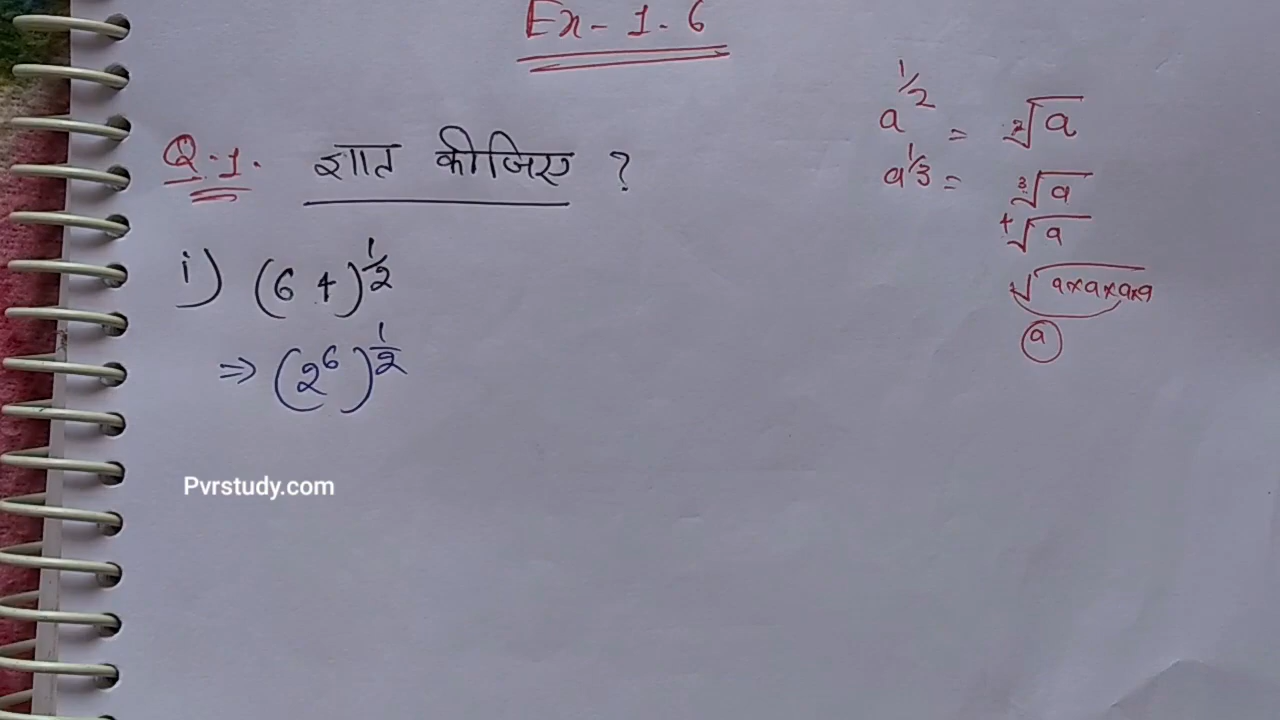 Ex - 1.6
Q.1. ज्ञात कीजिए ?
i) (64)^{1/2}
⇒ (2^6)^{1/2}
Pvrstudy.com
a^{1/2} = ²√a
a^{1/3} = ³√a
⁴√a
⁴√a×a×a×a
a